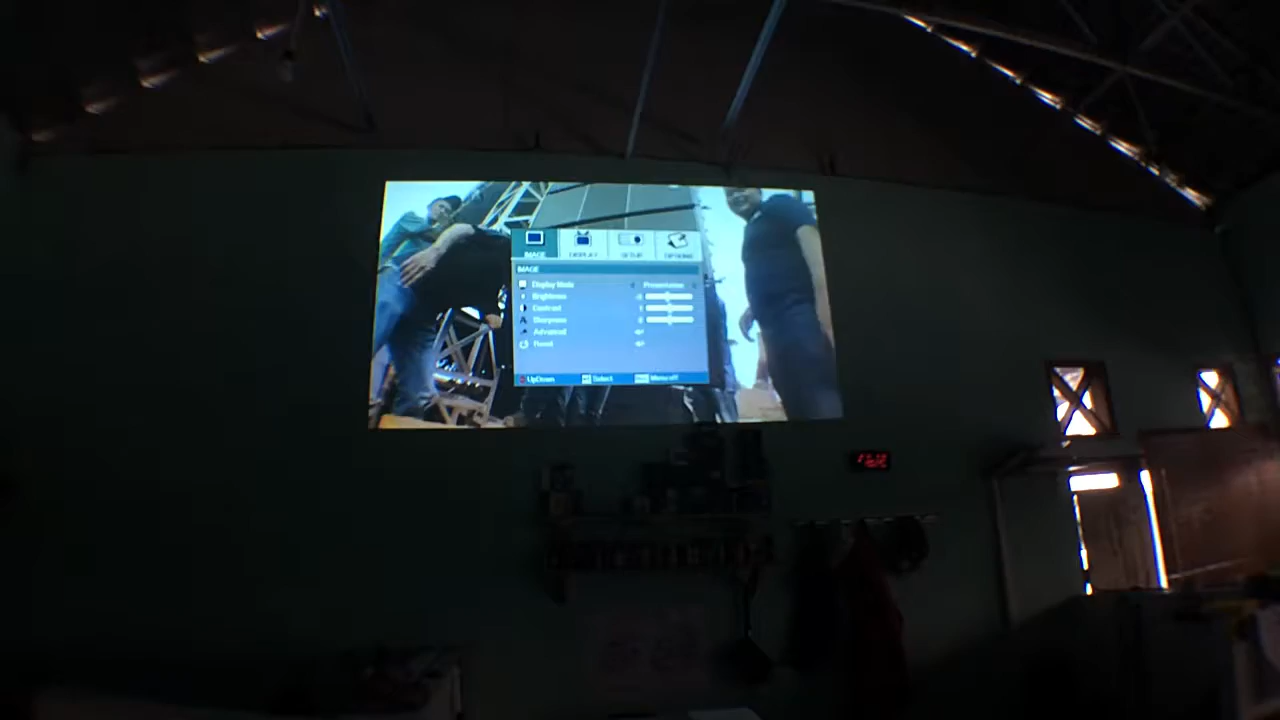 IMAGE DISPLAY SETUP OPTIONS
IMAGE
Display Mode Presentation
Brightness
Contrast
Sharpness
Advanced
Reset
Up/Down Select Menu off